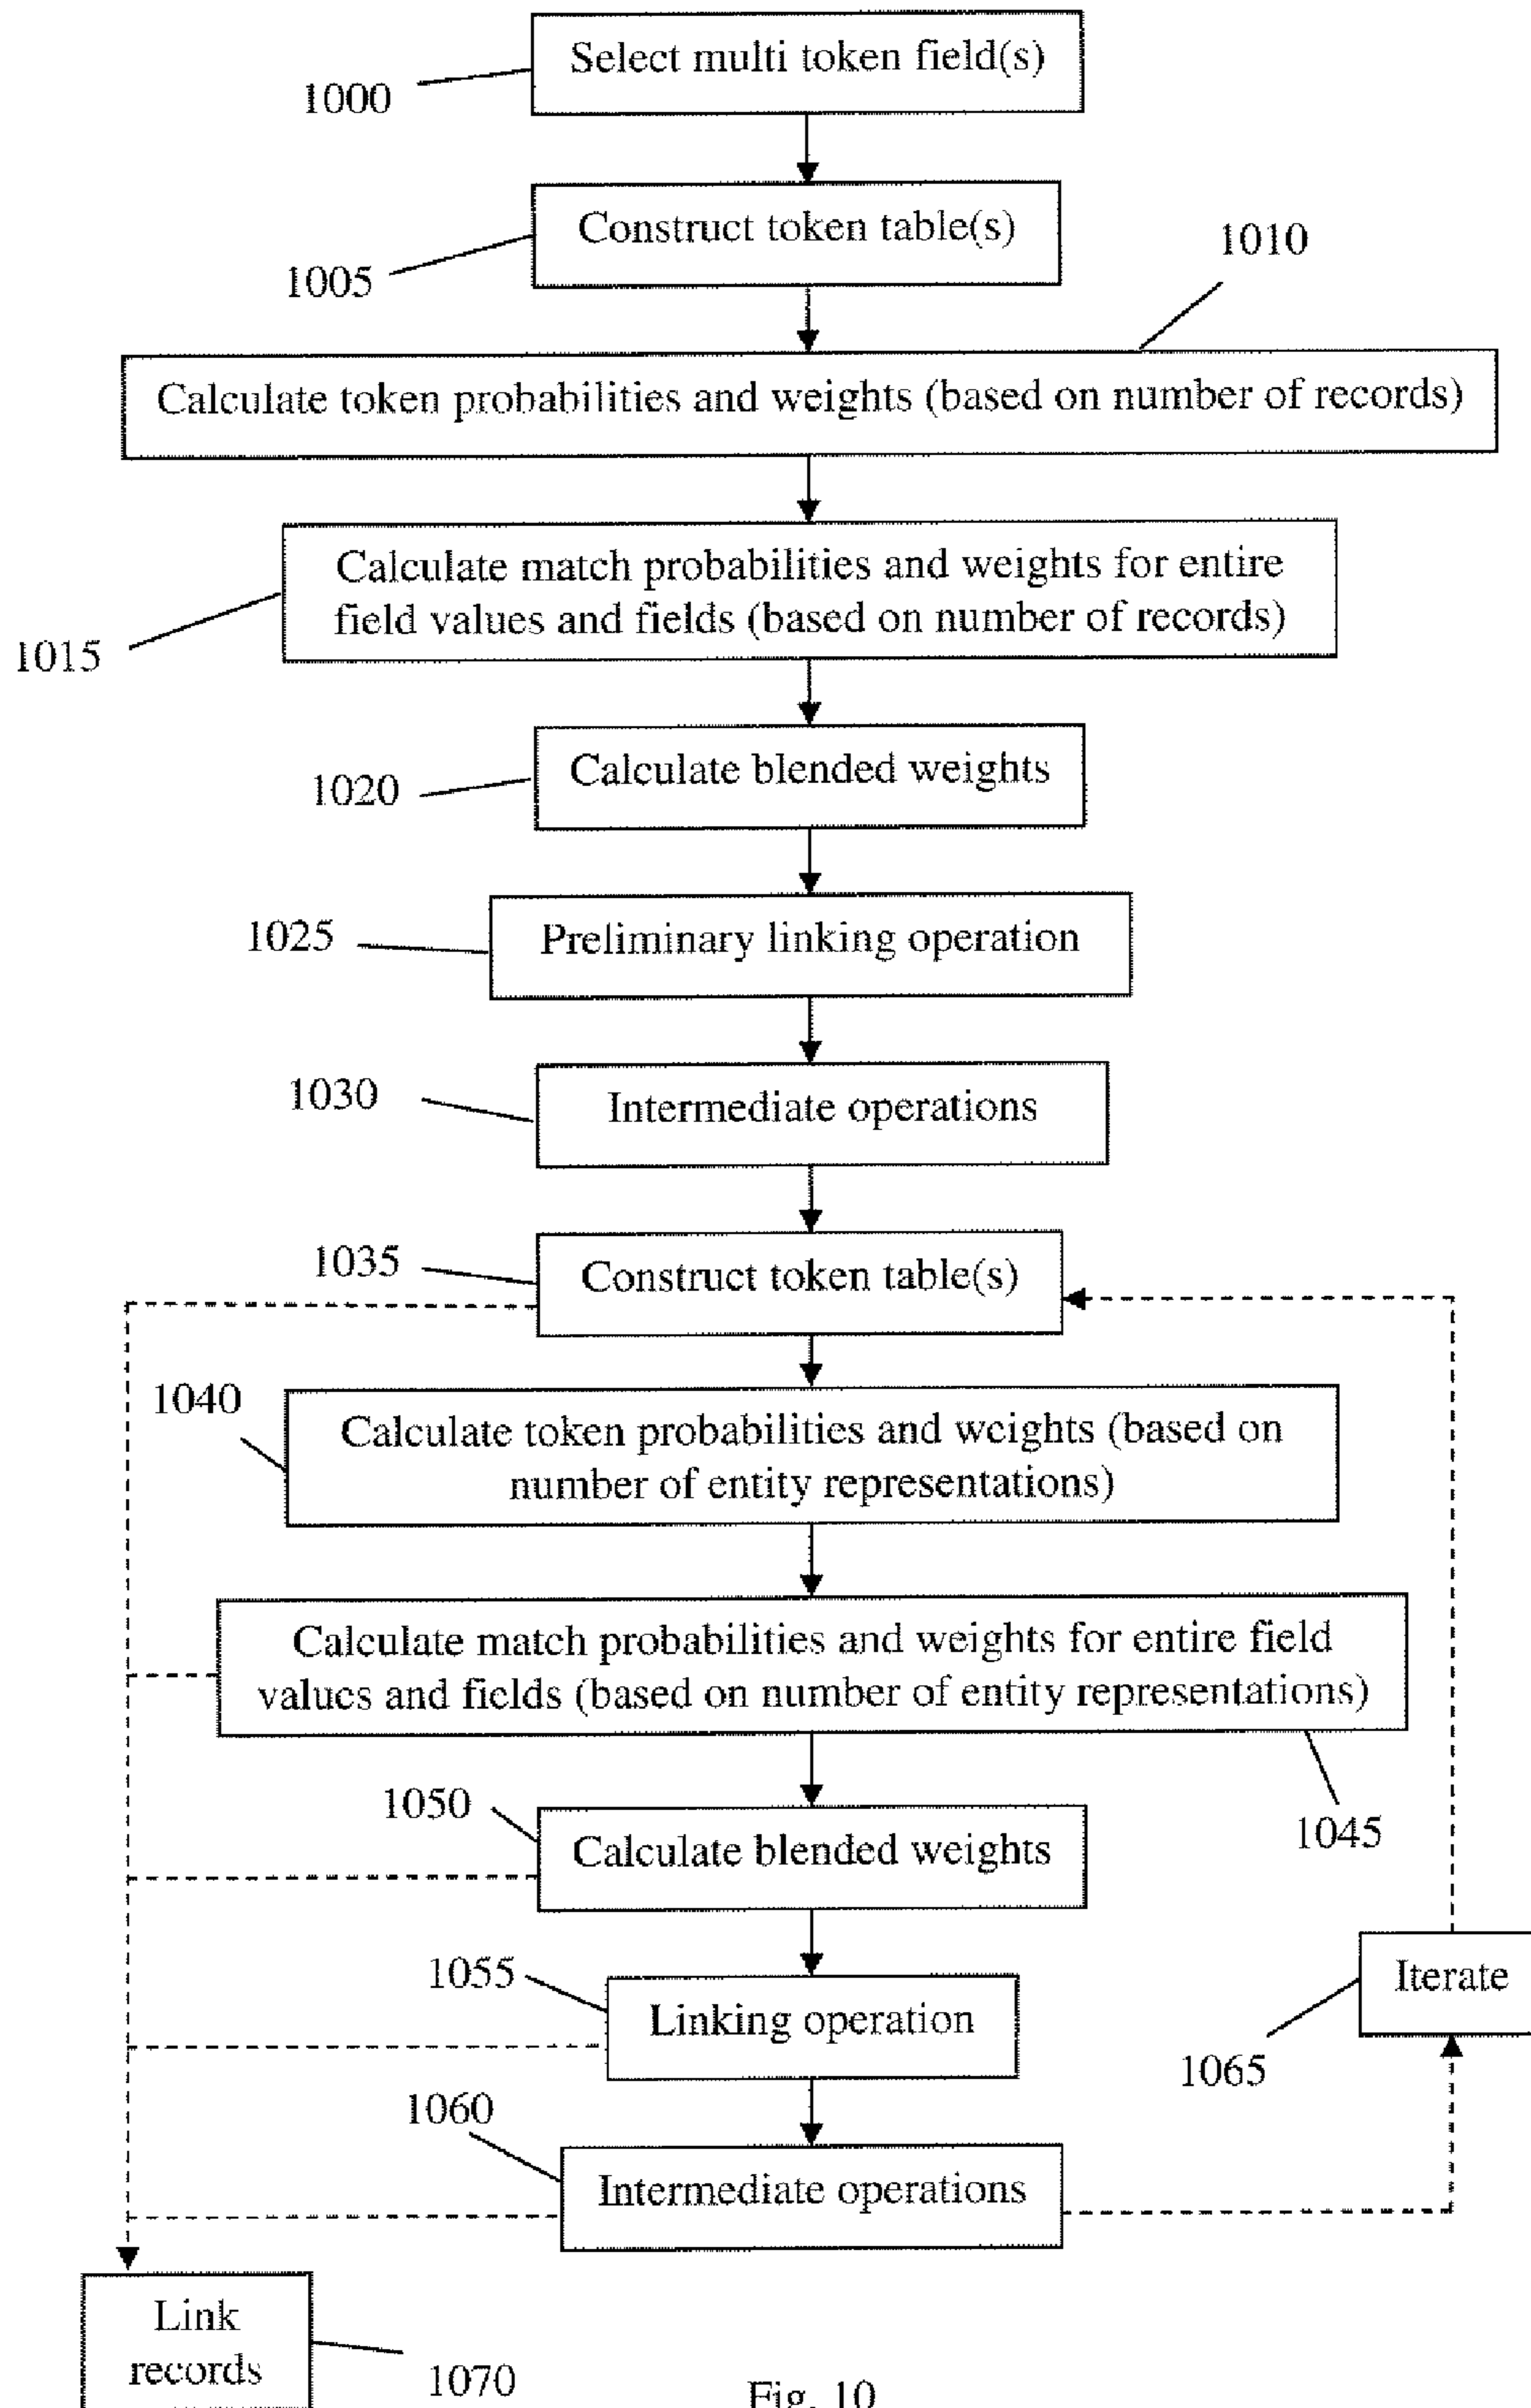 Select multi token field(s)
1000
Construct token table(s)
1005
1010
Calculate token probabilities and weights (based on number of records)
Calculate match probabilities and weights for entire
field values and fields (based on number of records)
1015
Calculate blended weights
1020
Preliminary linking operation
1025
Intermediate operations
1030
Construct token table(s)
1035
1040
Calculate token probabilities and weights (based on
number of entity representations)
Calculate match probabilities and weights for entire field
values and fields (based on number of entity representations)
1045
1050
Calculate blended weights
1055
Linking operation
Iterate
1065
1060
Intermediate operations
Link
records
1070
Fig. 10